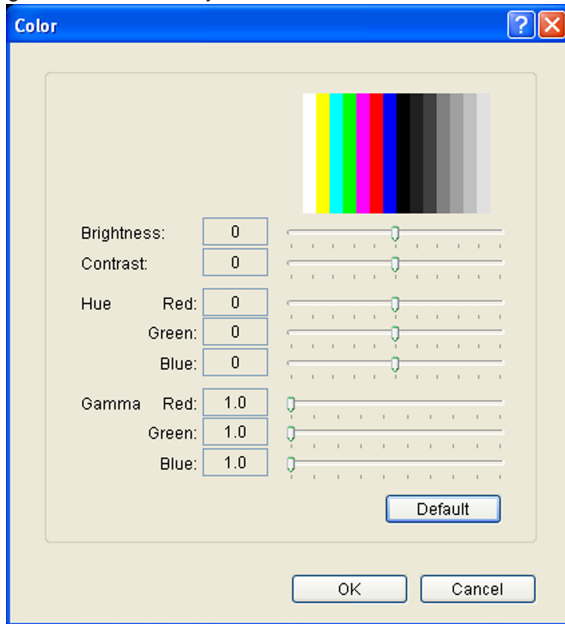 Color
Brightness: 0
Contrast: 0
Hue Red: 0
Green: 0
Blue: 0
Gamma Red: 1.0
Green: 1.0
Blue: 1.0
Default
OK Cancel